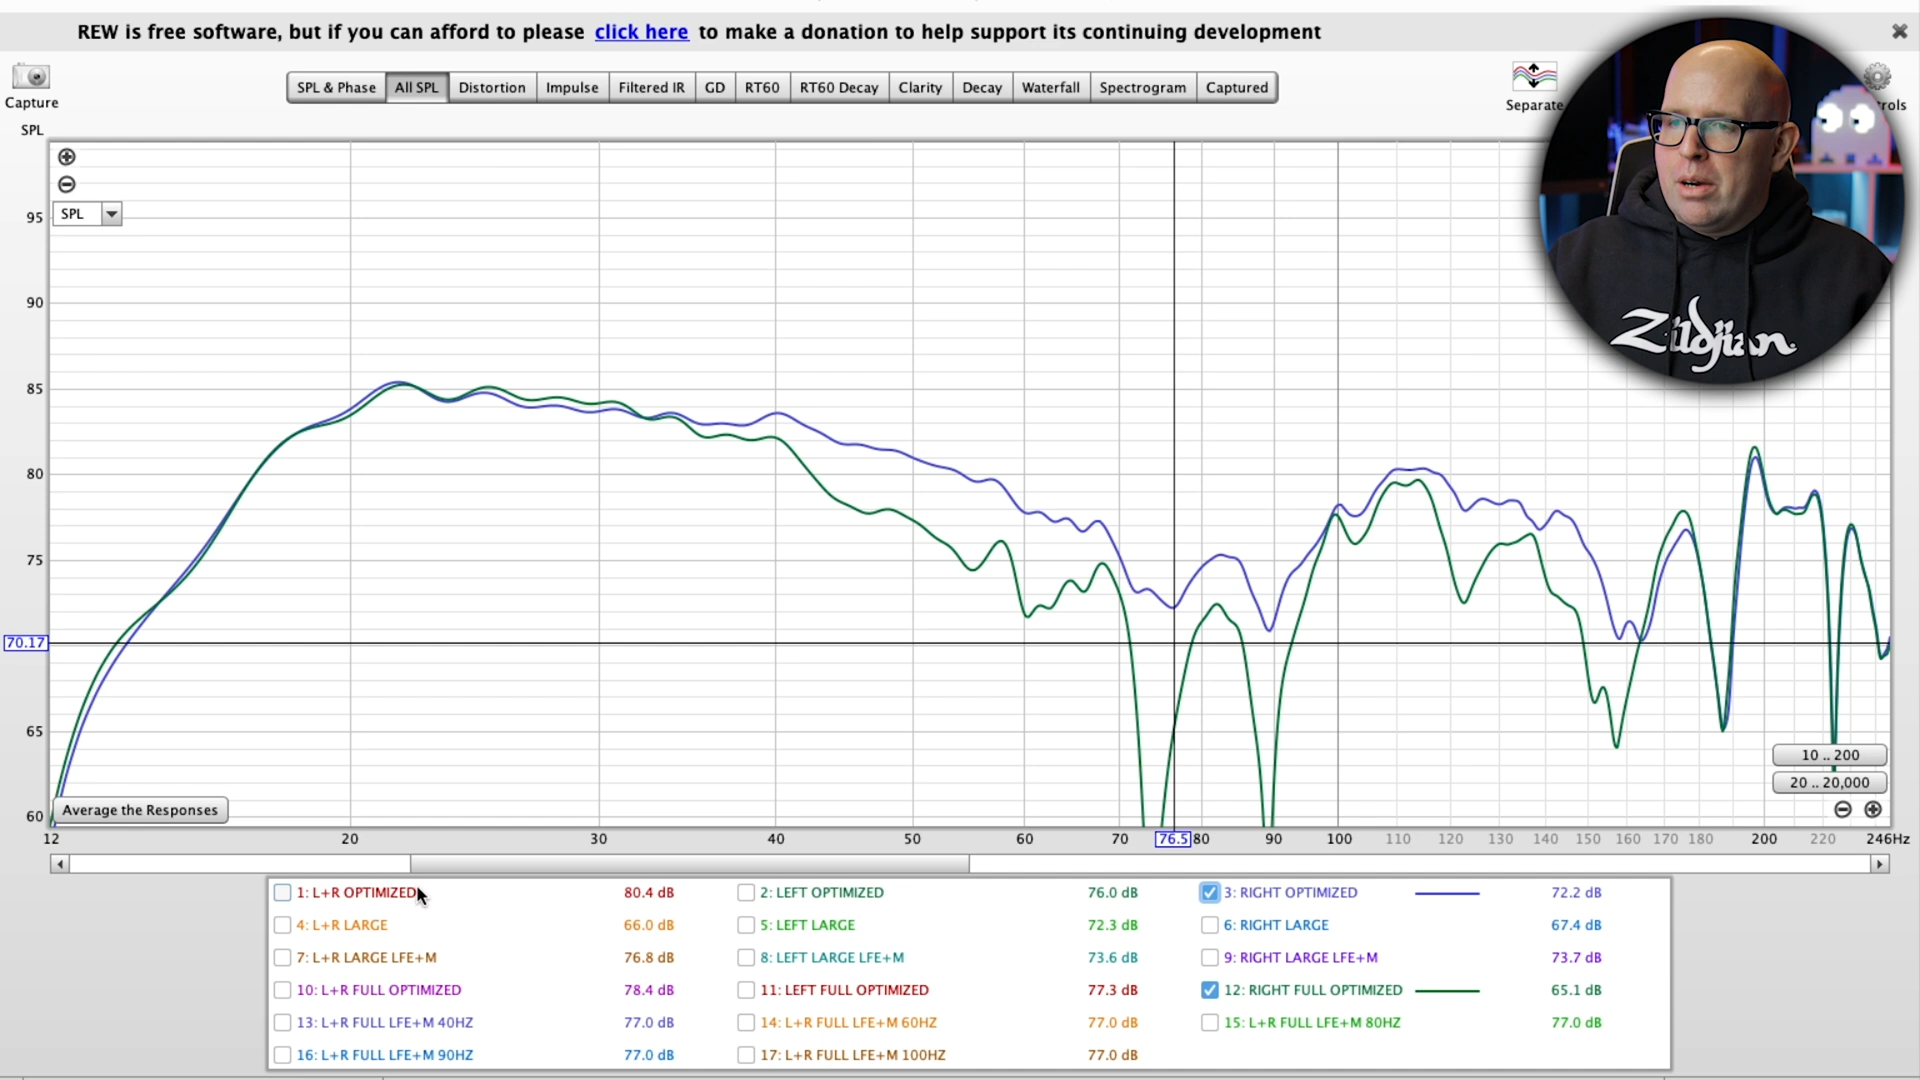 REW is free software, but if you can afford to please click here to make a donation to help support its continuing development
Capture
SPL & Phase All SPL Distortion Impulse Filtered IR GD RT60 RT60 Decay Clarity Decay Waterfall Spectrogram Captured
Separate
rols
SPL
SPL
95
90
85
80
75
70.17
65
60
Zildjian
10 .. 200
20 .. 20,000
Average the Responses
12 20 30 40 50 60 70 76.5 80 90 100 110 120 130 140 150 160 170 180 200 220 246Hz
1: L+R OPTIMIZED 80.4 dB 2: LEFT OPTIMIZED 76.0 dB 3: RIGHT OPTIMIZED 72.2 dB
4: L+R LARGE 66.0 dB 5: LEFT LARGE 72.3 dB 6: RIGHT LARGE 67.4 dB
7: L+R LARGE LFE+M 76.8 dB 8: LEFT LARGE LFE+M 73.6 dB 9: RIGHT LARGE LFE+M 73.7 dB
10: L+R FULL OPTIMIZED 78.4 dB 11: LEFT FULL OPTIMIZED 77.3 dB 12: RIGHT FULL OPTIMIZED 65.1 dB
13: L+R FULL LFE+M 40HZ 77.0 dB 14: L+R FULL LFE+M 60HZ 77.0 dB 15: L+R FULL LFE+M 80HZ 77.0 dB
16: L+R FULL LFE+M 90HZ 77.0 dB 17: L+R FULL LFE+M 100HZ 77.0 dB